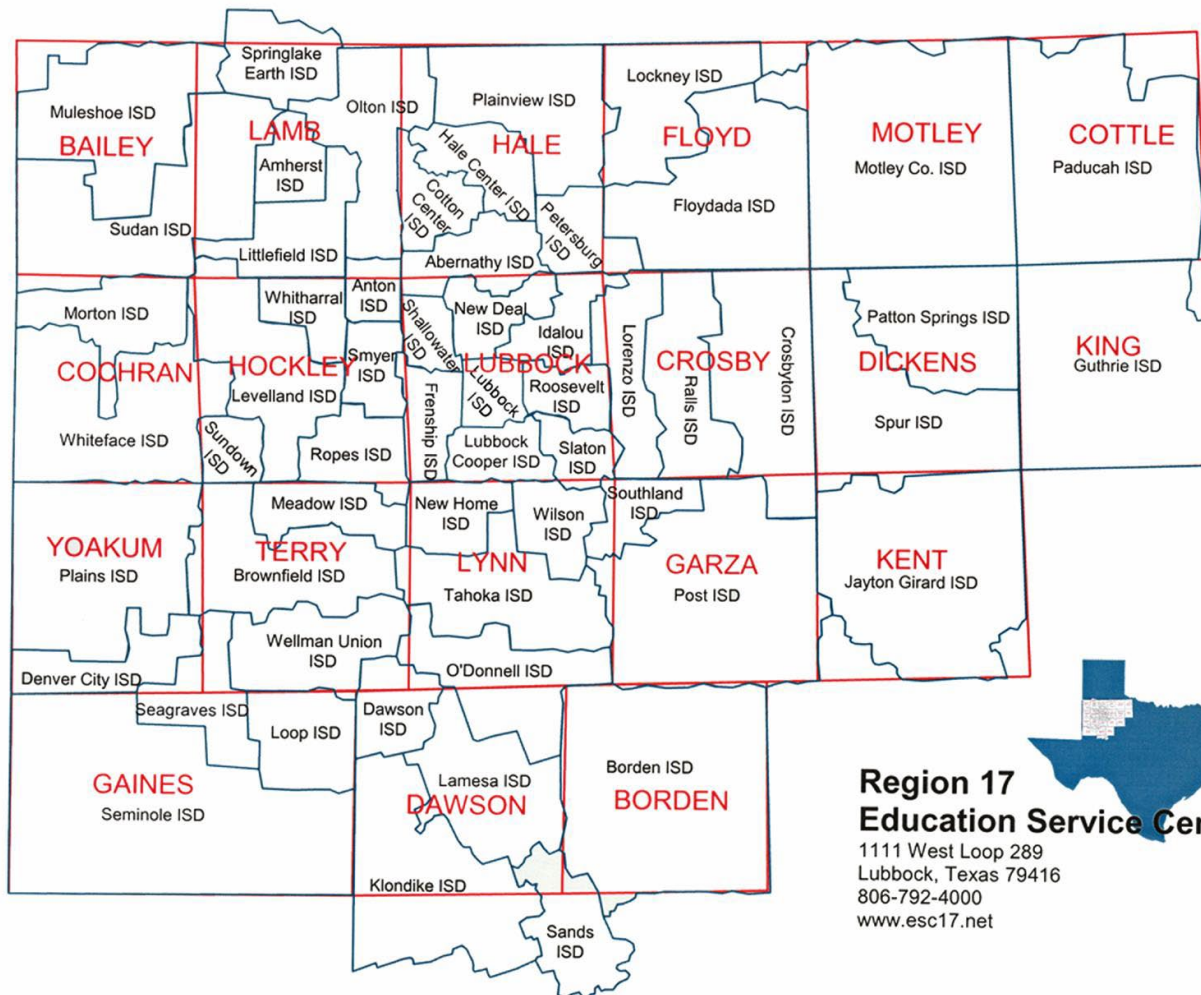 Springlake
Earth ISD
Lockney ISD
Muleshoe ISD
Olton ISD
Plainview ISD
BAILEY
LAMB
HALE
FLOYD
MOTLEY
COTTLE
Amherst
ISD
Hale Center ISD
Motley Co. ISD
Paducah ISD
Cotton
Center
ISD
Petersburg
ISD
Floydada ISD
Sudan ISD
Littlefield ISD
Abernathy ISD
Morton ISD
Whitharral
ISD
Anton
ISD
Shallowater
ISD
New Deal
ISD
Idalou
ISD
Lorenzo ISD
Ralls ISD
Crosbyton ISD
Patton Springs ISD
COCHRAN
HOCKLEY
Smyer
ISD
LUBBOCK
CROSBY
DICKENS
KING
Guthrie ISD
Levelland ISD
Frenship ISD
Lubbock
ISD
Roosevelt
ISD
Whiteface ISD
Sundown
ISD
Ropes ISD
Lubbock
Cooper ISD
Slaton
ISD
Spur ISD
Meadow ISD
New Home
ISD
Wilson
ISD
Southland
ISD
YOAKUM
Plains ISD
TERRY
Brownfield ISD
LYNN
Tahoka ISD
GARZA
Post ISD
KENT
Jayton Girard ISD
Wellman Union
ISD
Denver City ISD
O'Donnell ISD
Seagraves ISD
Loop ISD
Dawson
ISD
GAINES
Seminole ISD
Lamesa ISD
DAWSON
Borden ISD
BORDEN
Klondike ISD
Sands
ISD
Region 17
Education Service Cen
1111 West Loop 289
Lubbock, Texas 79416
806-792-4000
www.esc17.net